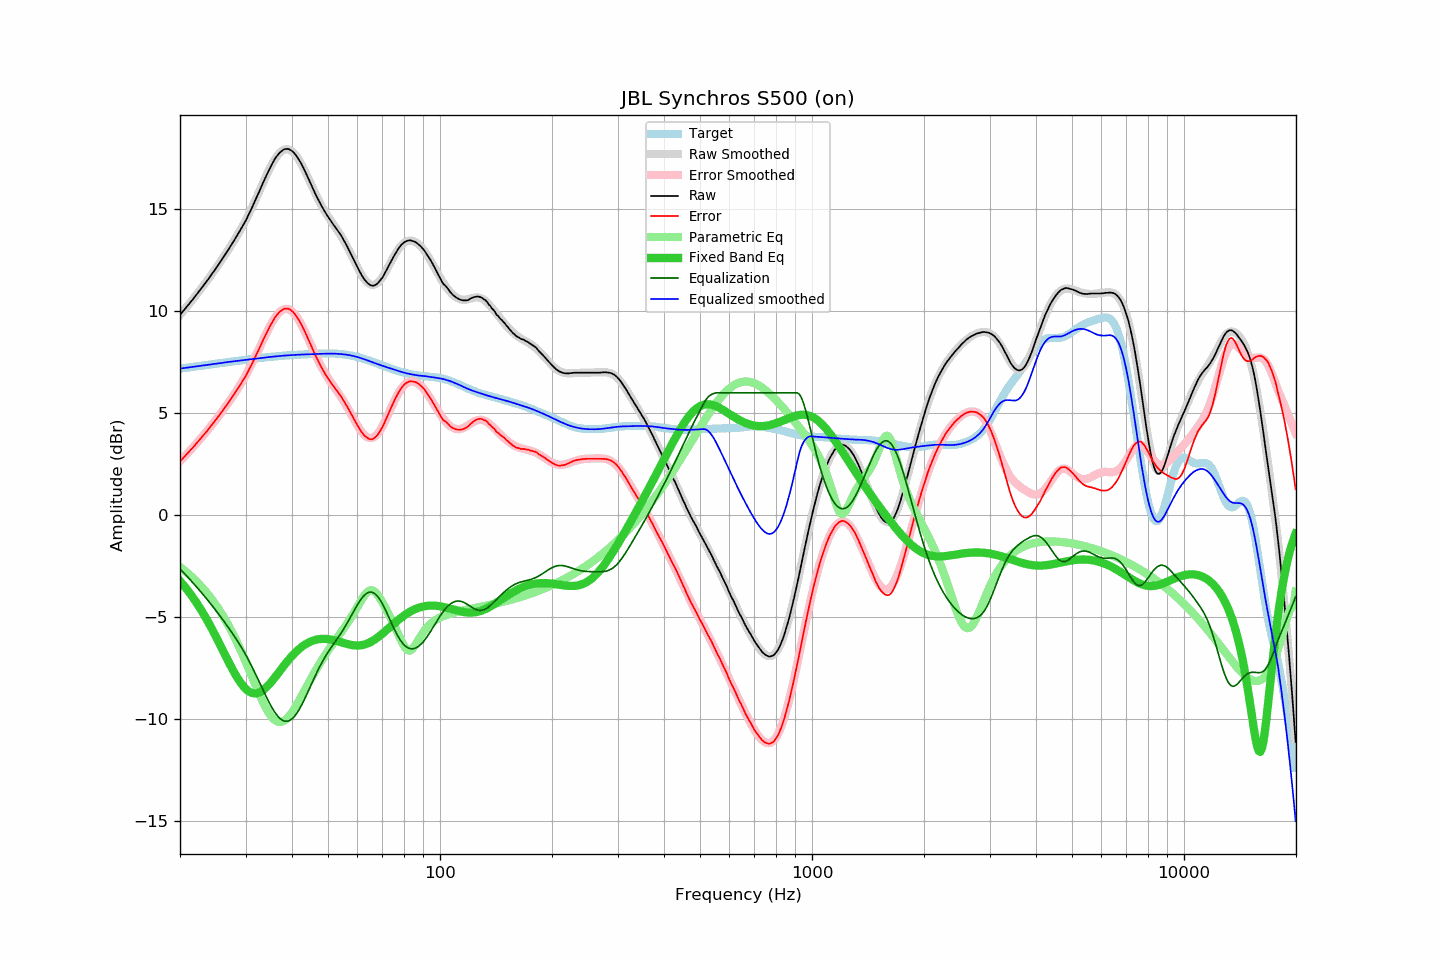 JBL Synchros S500 (on)
Target
Raw Smoothed
Error Smoothed
Raw
Error
Parametric Eq
Fixed Band Eq
Equalization
Equalized smoothed
Amplitude (dBr)
15
10
5
0
−5
−10
−15
100
1000
10000
Frequency (Hz)